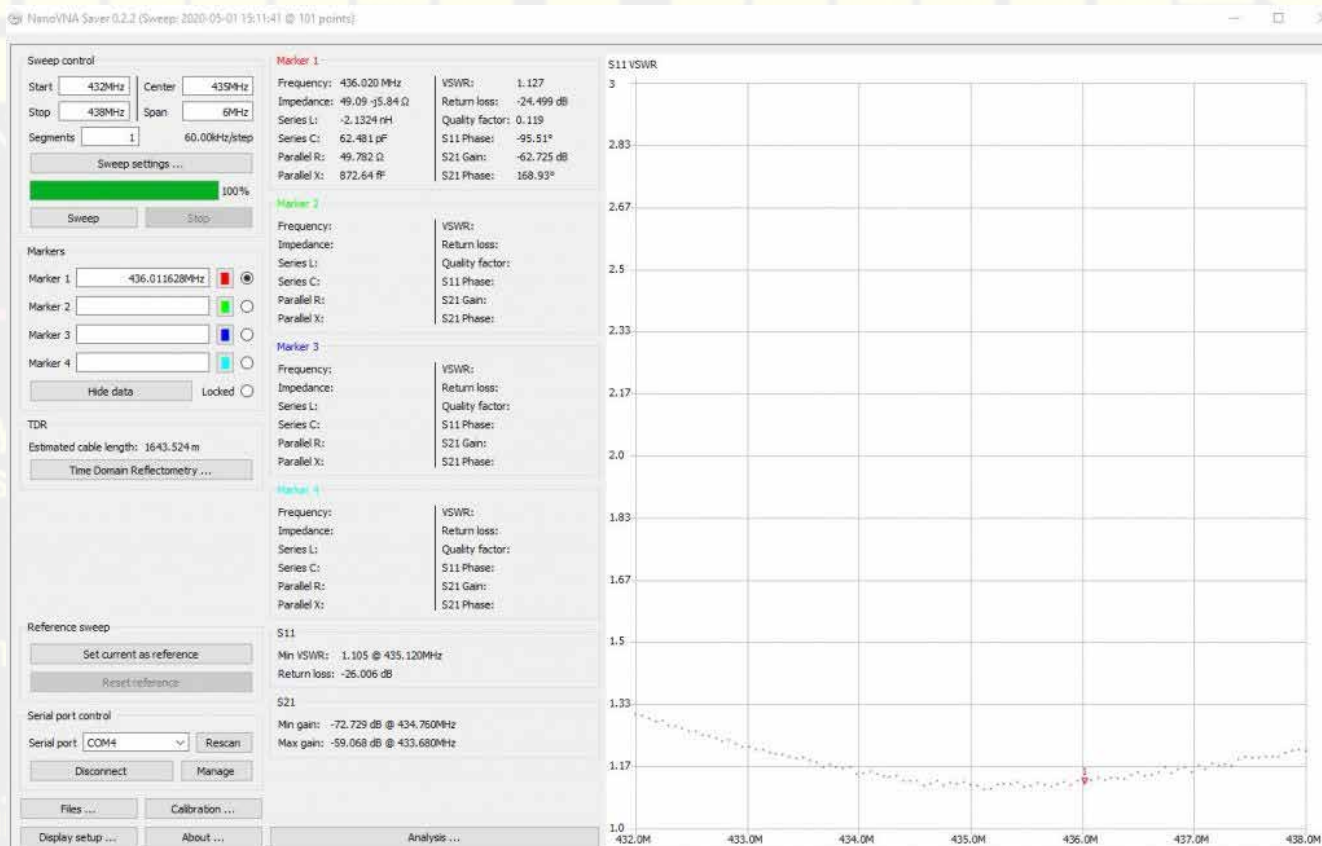 NanoVNA Saver 0.2.2 (Sweep: 2020-05-01 15:11:41 @ 101 points)
Sweep control
Start 432MHz Center 435MHz
Stop 438MHz Span 6MHz
Segments 1 60.00kHz/step
Sweep settings ...
100%
Sweep Stop
Markers
Marker 1 436.011628MHz
Marker 2
Marker 3
Marker 4
Hide data Locked
TDR
Estimated cable length: 1643.524 m
Time Domain Reflectometry ...
Reference sweep
Set current as reference
Reset reference
Serial port control
Serial port COM4 Rescan
Disconnect Manage
Files ... Calibration ...
Display setup ... About ...
Marker 1
Frequency: 436.020 MHz VSWR: 1.127
Impedance: 49.09 -j5.84 Ω Return loss: -24.499 dB
Series L: -2.1324 nH Quality factor: 0.119
Series C: 62.481 pF S11 Phase: -95.51°
Parallel R: 49.782 Ω S21 Gain: -62.725 dB
Parallel X: 872.64 fF S21 Phase: 168.93°
Marker 2
Frequency: VSWR:
Impedance: Return loss:
Series L: Quality factor:
Series C: S11 Phase:
Parallel R: S21 Gain:
Parallel X: S21 Phase:
Marker 3
Frequency: VSWR:
Impedance: Return loss:
Series L: Quality factor:
Series C: S11 Phase:
Parallel R: S21 Gain:
Parallel X: S21 Phase:
Marker 4
Frequency: VSWR:
Impedance: Return loss:
Series L: Quality factor:
Series C: S11 Phase:
Parallel R: S21 Gain:
Parallel X: S21 Phase:
S11
Min VSWR: 1.105 @ 435.120MHz
Return loss: -26.006 dB
S21
Min gain: -72.729 dB @ 434.760MHz
Max gain: -59.068 dB @ 433.680MHz
Analysis ...
S11 VSWR
3
2.83
2.67
2.5
2.33
2.17
2.0
1.83
1.67
1.5
1.33
1.17
1
1.0
432.0M 433.0M 434.0M 435.0M 436.0M 437.0M 438.0M